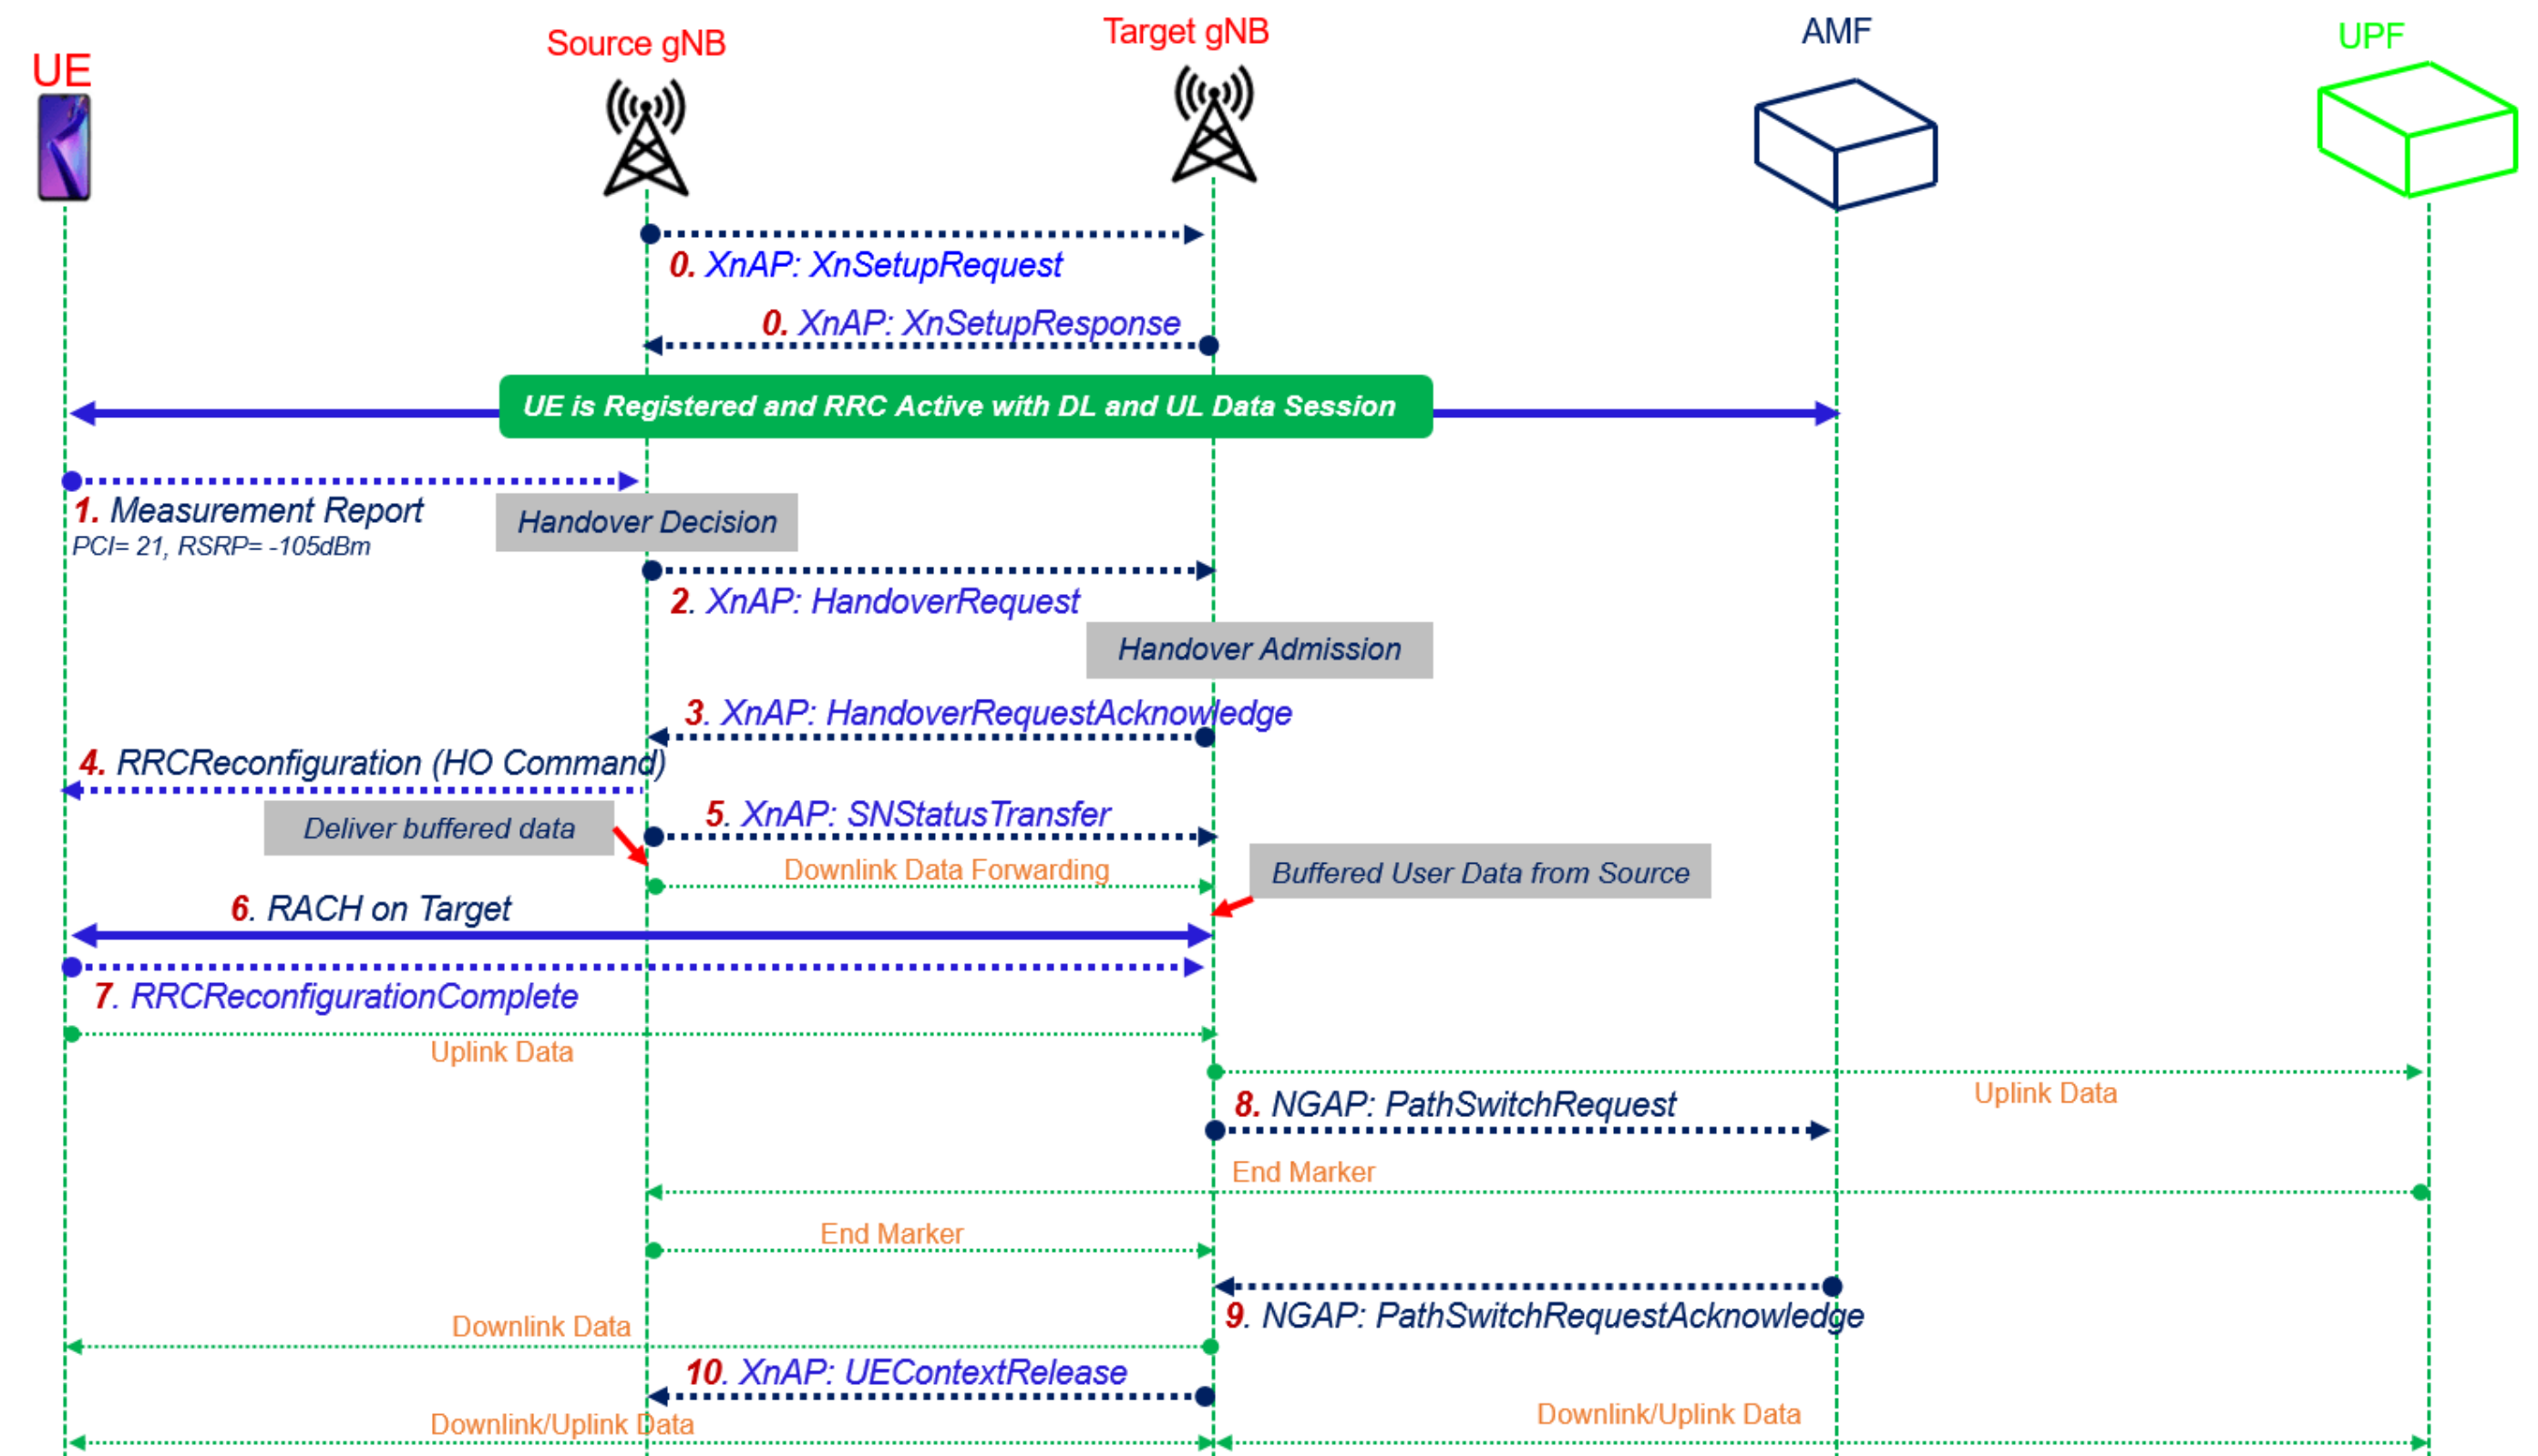 UE
Source gNB
Target gNB
AMF
UPF
0. XnAP: XnSetupRequest
0. XnAP: XnSetupResponse
UE is Registered and RRC Active with DL and UL Data Session
1. Measurement Report
PCI= 21, RSRP= -105dBm
Handover Decision
2. XnAP: HandoverRequest
Handover Admission
3. XnAP: HandoverRequestAcknowledge
4. RRCReconfiguration (HO Command)
Deliver buffered data
5. XnAP: SNStatusTransfer
Downlink Data Forwarding
Buffered User Data from Source
6. RACH on Target
7. RRCReconfigurationComplete
Uplink Data
Uplink Data
8. NGAP: PathSwitchRequest
End Marker
End Marker
9. NGAP: PathSwitchRequestAcknowledge
Downlink Data
10. XnAP: UEContextRelease
Downlink/Uplink Data
Downlink/Uplink Data